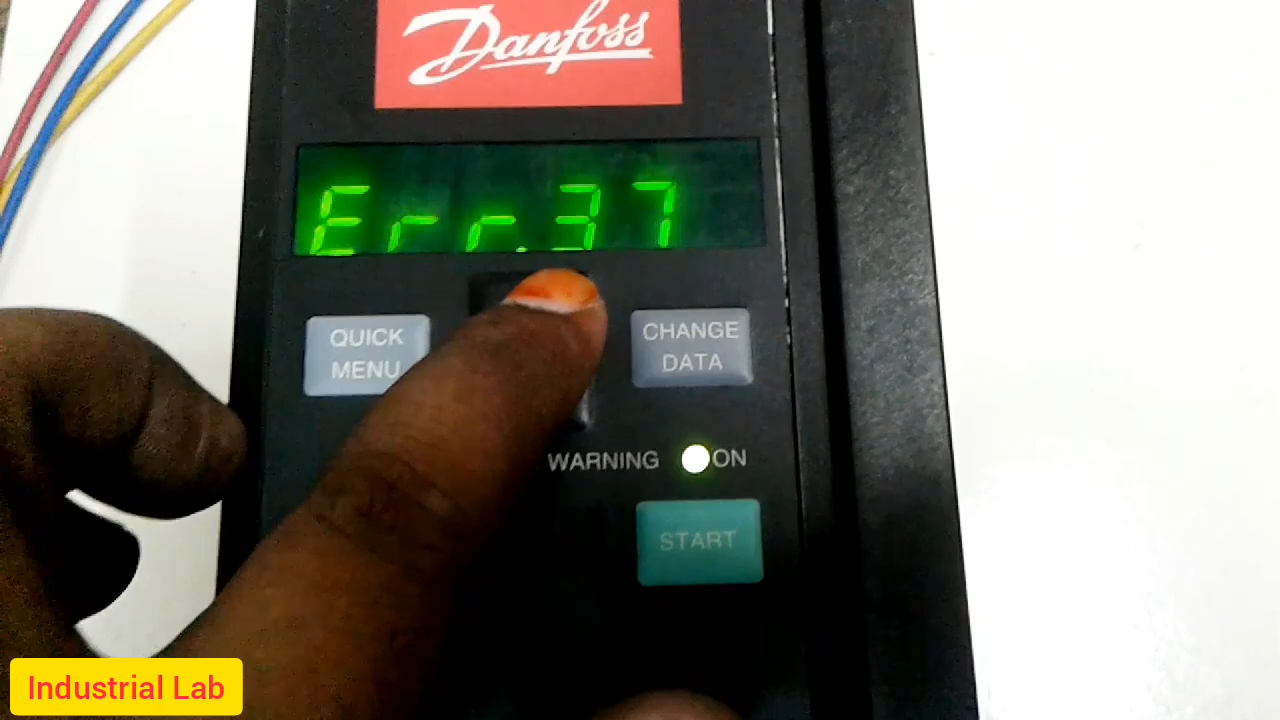 Danfoss
Err.37
QUICK
MENU
CHANGE
DATA
WARNING ON
START
Industrial Lab